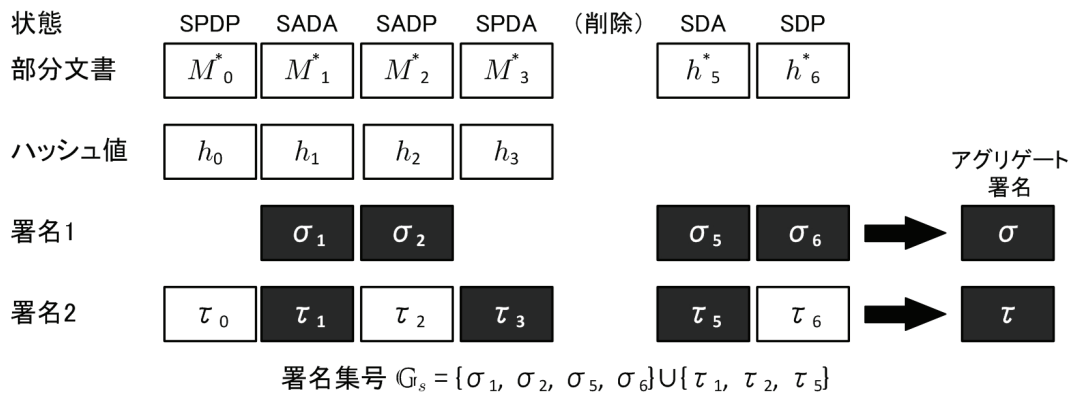 状態 SPDP SADA SADP SPDA （削除） SDA SDP
部分文書 M*0 M*1 M*2 M*3 h*5 h*6
ハッシュ値 h0 h1 h2 h3
アグリゲート
署名
署名1 σ1 σ2 σ5 σ6 σ
署名2 τ0 τ1 τ2 τ3 τ5 τ6 τ
署名集号 𝔾s = {σ1, σ2, σ5, σ6}∪{τ1, τ2, τ5}